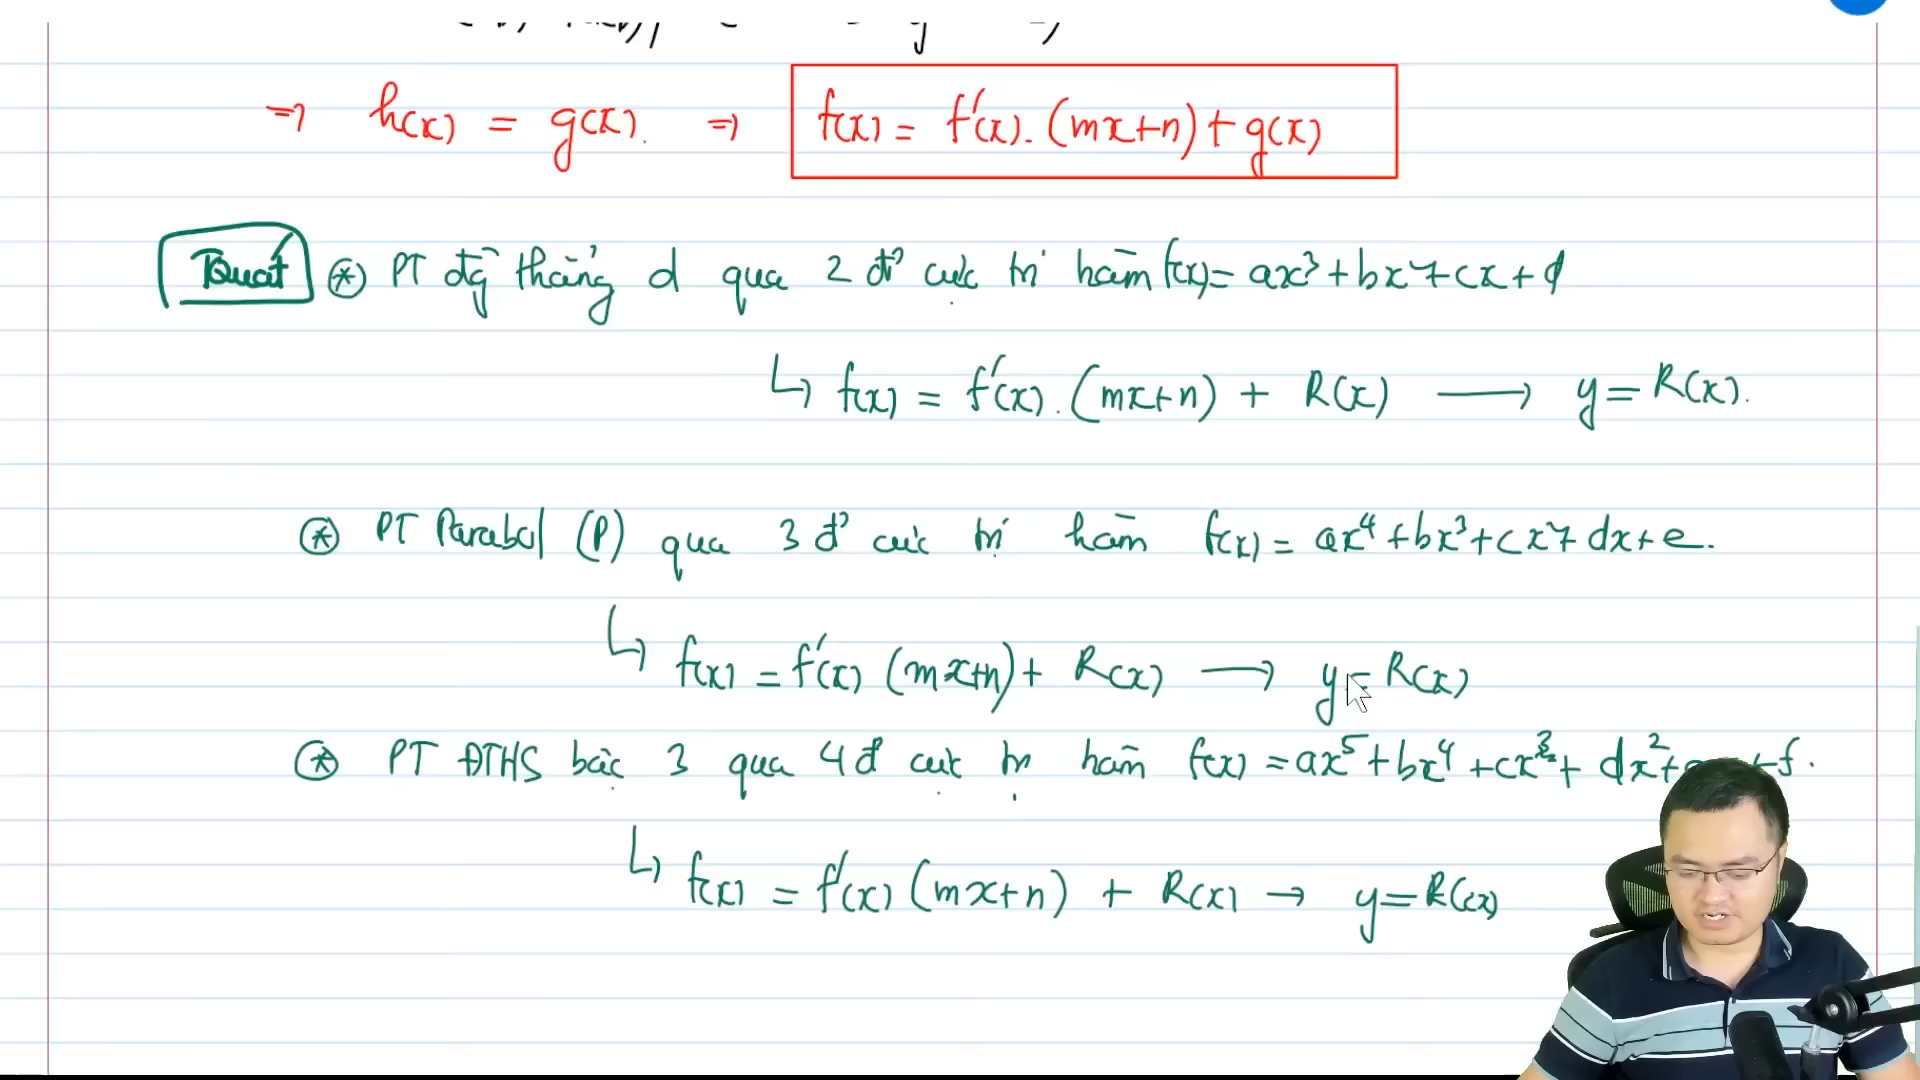 ⇒ h(x) = g(x). ⇒ f(x) = f'(x).(mx+n)+g(x)
TQuát ⊛ PT đg̃ thẳng d qua 2 đ' cực trị hàm f(x)= ax³+bx²+cx+d
↳ f(x) = f'(x).(mx+n) + R(x) → y=R(x).
⊛ PT Parabol (P) qua 3 đ' cực trị hàm f(x) = ax⁴+bx³+cx²+dx+e.
↳ f(x) = f'(x) (mx+n)+ R(x) → y=R(x)
⊛ PT ĐTHS bậc 3 qua 4 đ' cực trị hàm f(x) =ax⁵+bx⁴+cx³+ dx²+ +f.
↳ f(x) = f'(x) (mx+n) + R(x) → y=R(x)